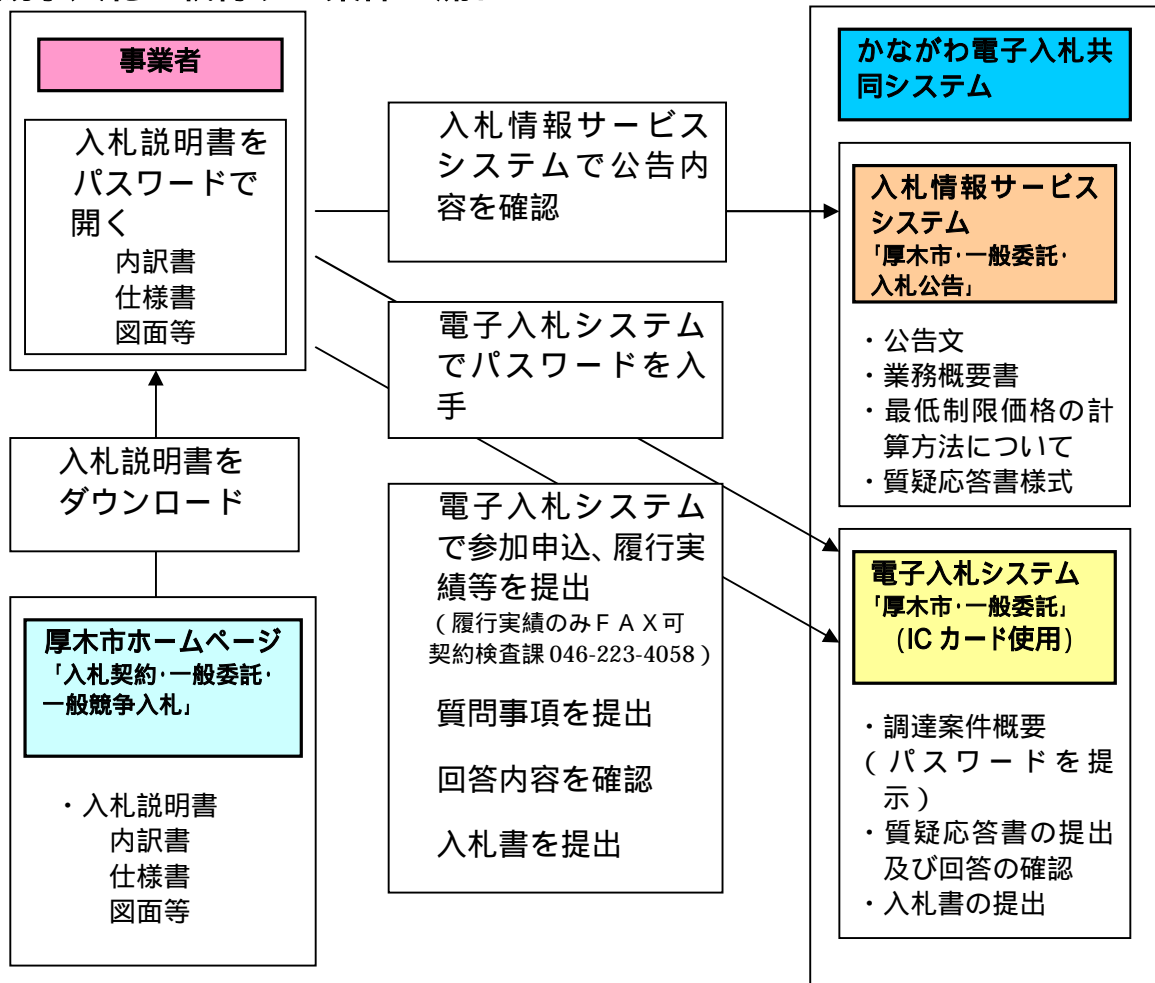 事業者
入札説明書を
パスワードで
開く
内訳書
仕様書
図面等
入札説明書を
ダウンロード
厚木市ホームページ
「入札契約・一般委託・
一般競争入札」
・入札説明書
内訳書
仕様書
図面等
入札情報サービス
システムで公告内
容を確認
電子入札システム
でパスワードを入
手
電子入札システム
で参加申込、履行実
績等を提出
(履行実績のみFAX可
契約検査課 046-223-4058)
質問事項を提出
回答内容を確認
入札書を提出
かながわ電子入札共
同システム
入札情報サービス
システム
「厚木市・一般委託・
入札公告」
・公告文
・業務概要書
・最低制限価格の計
算方法について
・質疑応答書様式
電子入札システム
「厚木市・一般委託」
(IC カード使用)
・調達案件概要
(パスワードを提
示)
・質疑応答書の提出
及び回答の確認
・入札書の提出